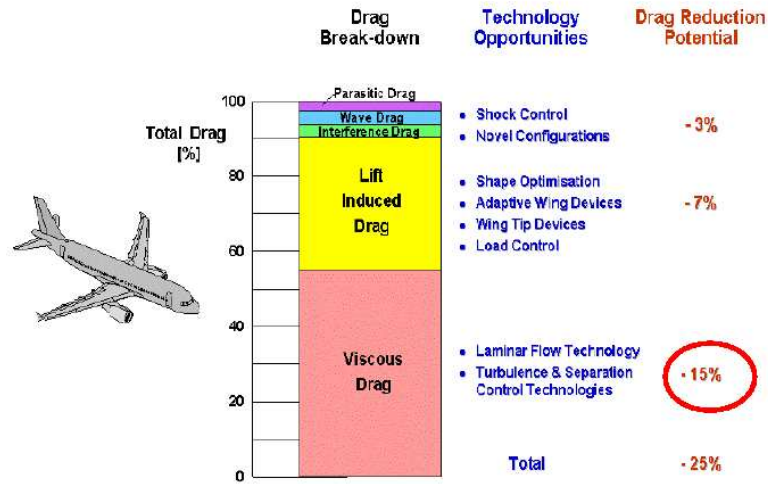 Drag
Break-down
Technology
Opportunities
Drag Reduction
Potential
Total Drag
[%]
100
80
60
40
20
0
Parasitic Drag
Wave Drag
Interference Drag
Lift
Induced
Drag
Viscous
Drag
• Shock Control
• Novel Configurations
- 3%
• Shape Optimisation
• Adaptive Wing Devices
• Wing Tip Devices
• Load Control
- 7%
• Laminar Flow Technology
• Turbulence & Separation
Control Technologies
- 15%
Total
- 25%